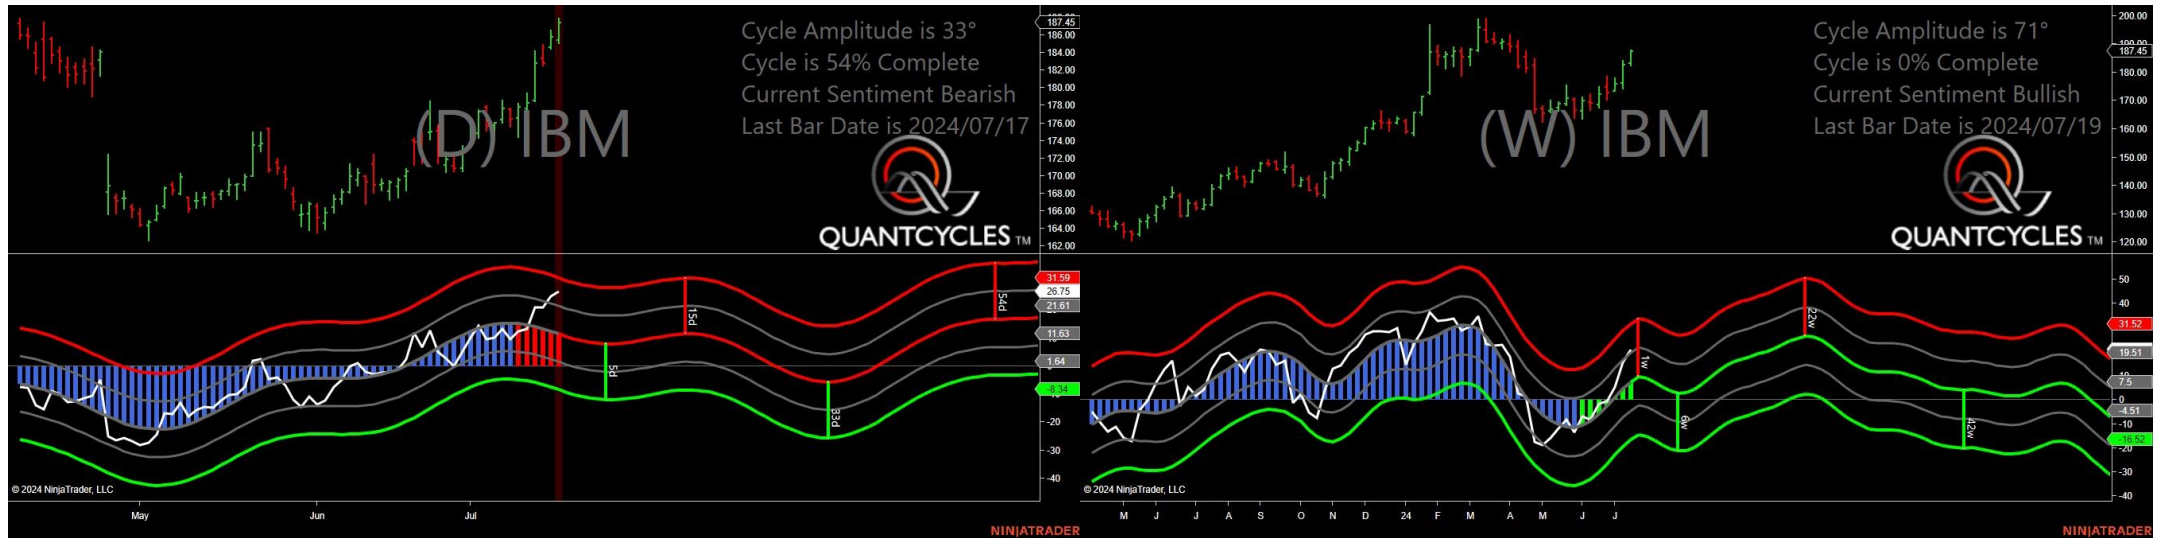 Cycle Amplitude is 33°
Cycle is 54% Complete
Current Sentiment Bearish
Last Bar Date is 2024/07/17
(D) IBM
QUANTCYCLES TM
187.45
186.00
184.00
182.00
180.00
178.00
176.00
174.00
172.00
170.00
168.00
166.00
164.00
162.00
31.59
26.75
21.61
11.63
1.64
-8.34
-20
-30
-40
5d
15d
33d
54d
© 2024 NinjaTrader, LLC
May
Jun
Jul
NINJATRADER
Cycle Amplitude is 71°
Cycle is 0% Complete
Current Sentiment Bullish
Last Bar Date is 2024/07/19
(W) IBM
QUANTCYCLES TM
200.00
187.45
180.00
170.00
160.00
150.00
140.00
130.00
120.00
50
40
31.52
19.51
7.5
0
-4.51
-10
-16.52
-20
-30
-40
1w
6w
22w
42w
© 2024 NinjaTrader, LLC
M J J A S O N D 24 F M A M J J
NINJATRADER